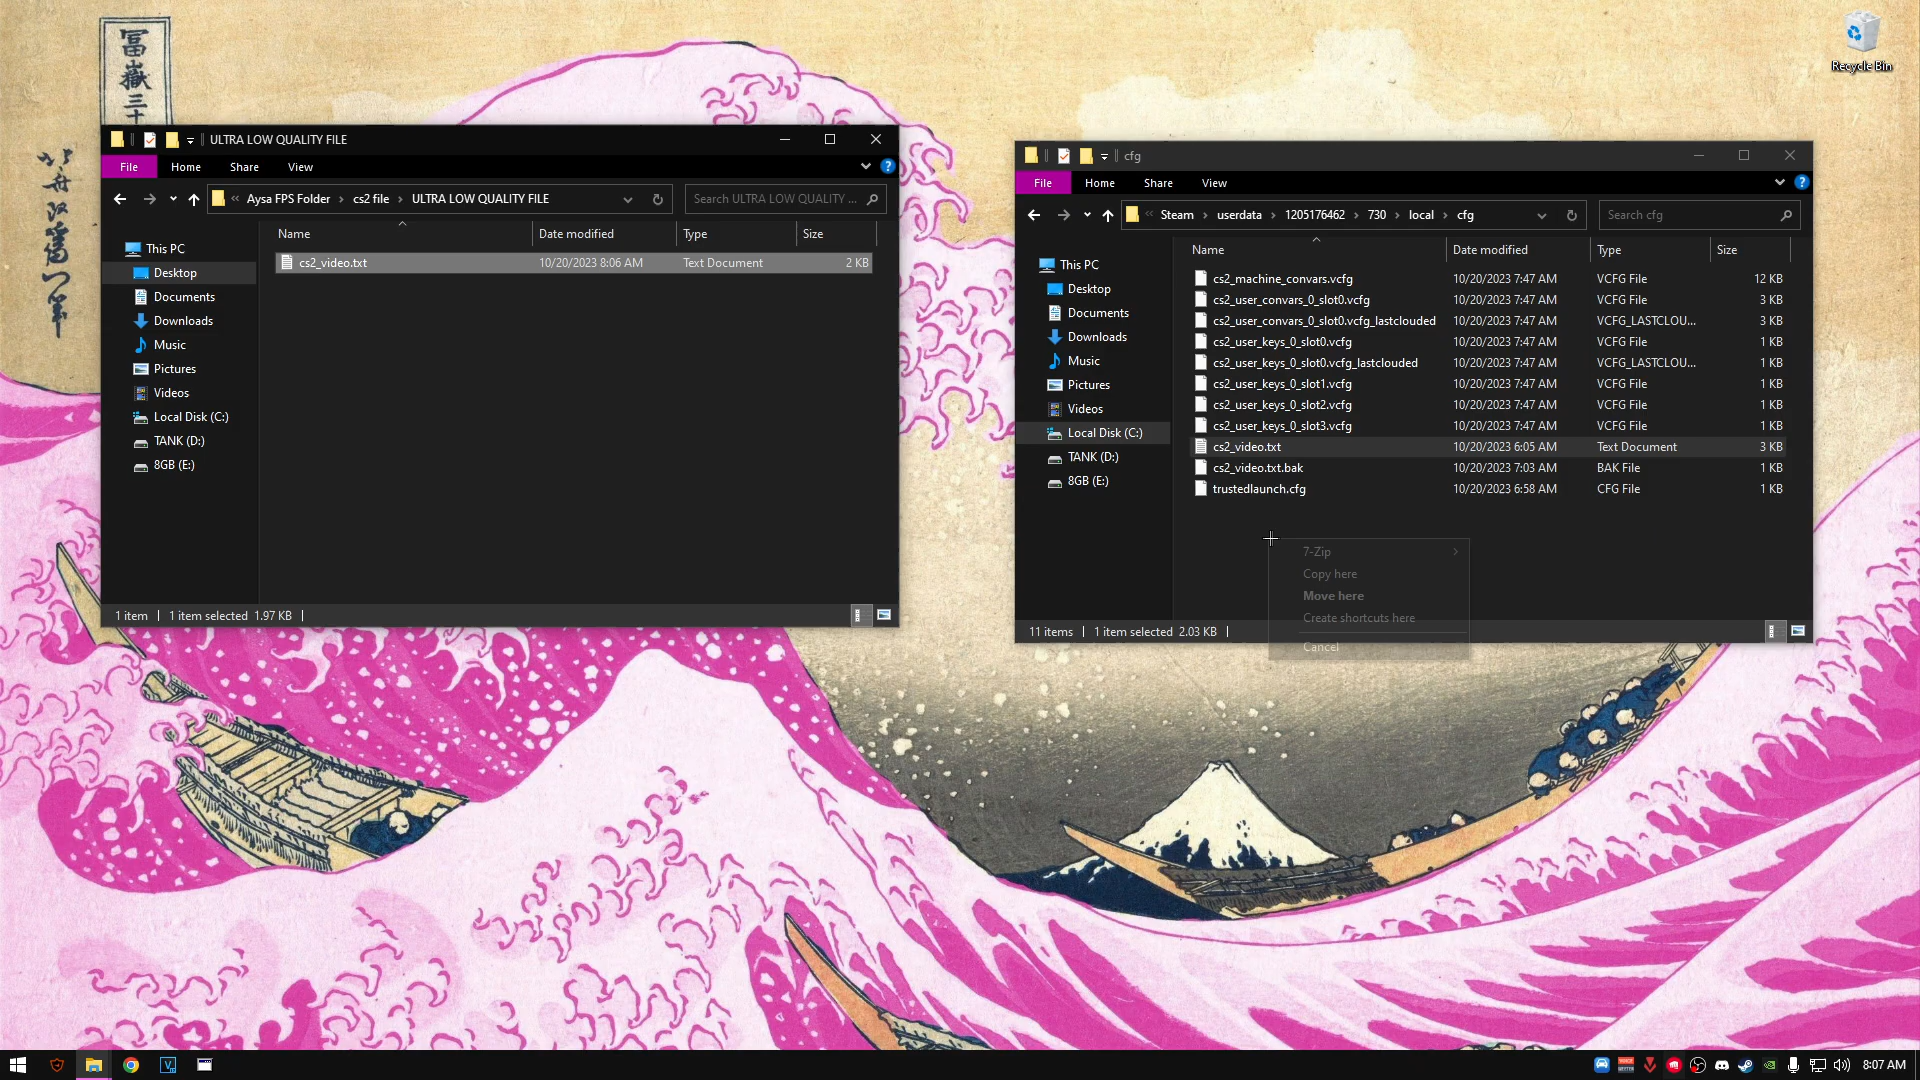 冨嶽三十
Recycle Bin
ULTRA LOW QUALITY FILE
File Home Share View
Aysa FPS Folder cs2 file ULTRA LOW QUALITY FILE
Search ULTRA LOW QUALITY ...
Name Date modified Type Size
cs2_video.txt 10/20/2023 8:06 AM Text Document 2 KB
This PC
Desktop
Documents
Downloads
Music
Pictures
Videos
Local Disk (C:)
TANK (D:)
8GB (E:)
1 item 1 item selected 1.97 KB
cfg
File Home Share View
Steam userdata 1205176462 730 local cfg
Search cfg
Name Date modified Type Size
cs2_machine_convars.vcfg 10/20/2023 7:47 AM VCFG File 12 KB
cs2_user_convars_0_slot0.vcfg 10/20/2023 7:47 AM VCFG File 3 KB
cs2_user_convars_0_slot0.vcfg_lastclouded 10/20/2023 7:47 AM VCFG_LASTCLOU... 3 KB
cs2_user_keys_0_slot0.vcfg 10/20/2023 7:47 AM VCFG File 1 KB
cs2_user_keys_0_slot0.vcfg_lastclouded 10/20/2023 7:47 AM VCFG_LASTCLOU... 1 KB
cs2_user_keys_0_slot1.vcfg 10/20/2023 7:47 AM VCFG File 1 KB
cs2_user_keys_0_slot2.vcfg 10/20/2023 7:47 AM VCFG File 1 KB
cs2_user_keys_0_slot3.vcfg 10/20/2023 7:47 AM VCFG File 1 KB
cs2_video.txt 10/20/2023 6:05 AM Text Document 3 KB
cs2_video.txt.bak 10/20/2023 7:03 AM BAK File 1 KB
trustedlaunch.cfg 10/20/2023 6:58 AM CFG File 1 KB
This PC
Desktop
Documents
Downloads
Music
Pictures
Videos
Local Disk (C:)
TANK (D:)
8GB (E:)
7-Zip
Copy here
Move here
Create shortcuts here
Cancel
11 items 1 item selected 2.03 KB
8:07 AM